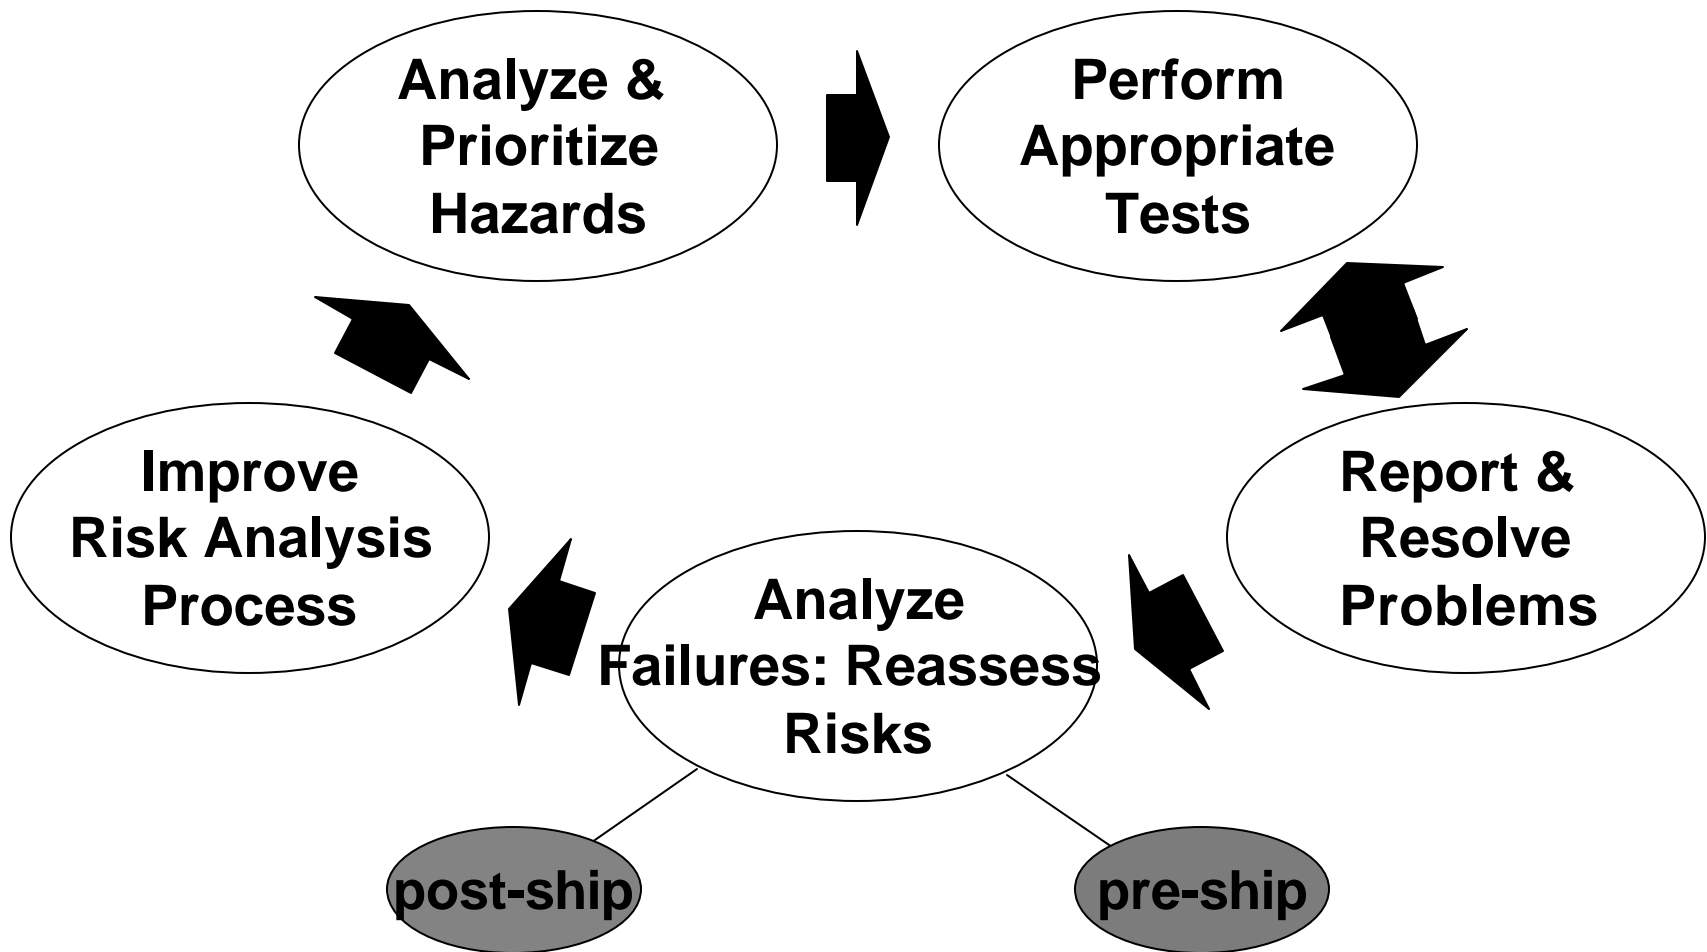 Analyze &
Prioritize
Hazards
Perform
Appropriate
Tests
Improve
Risk Analysis
Process
Report &
Resolve
Problems
Analyze
Failures: Reassess
Risks
post-ship
pre-ship